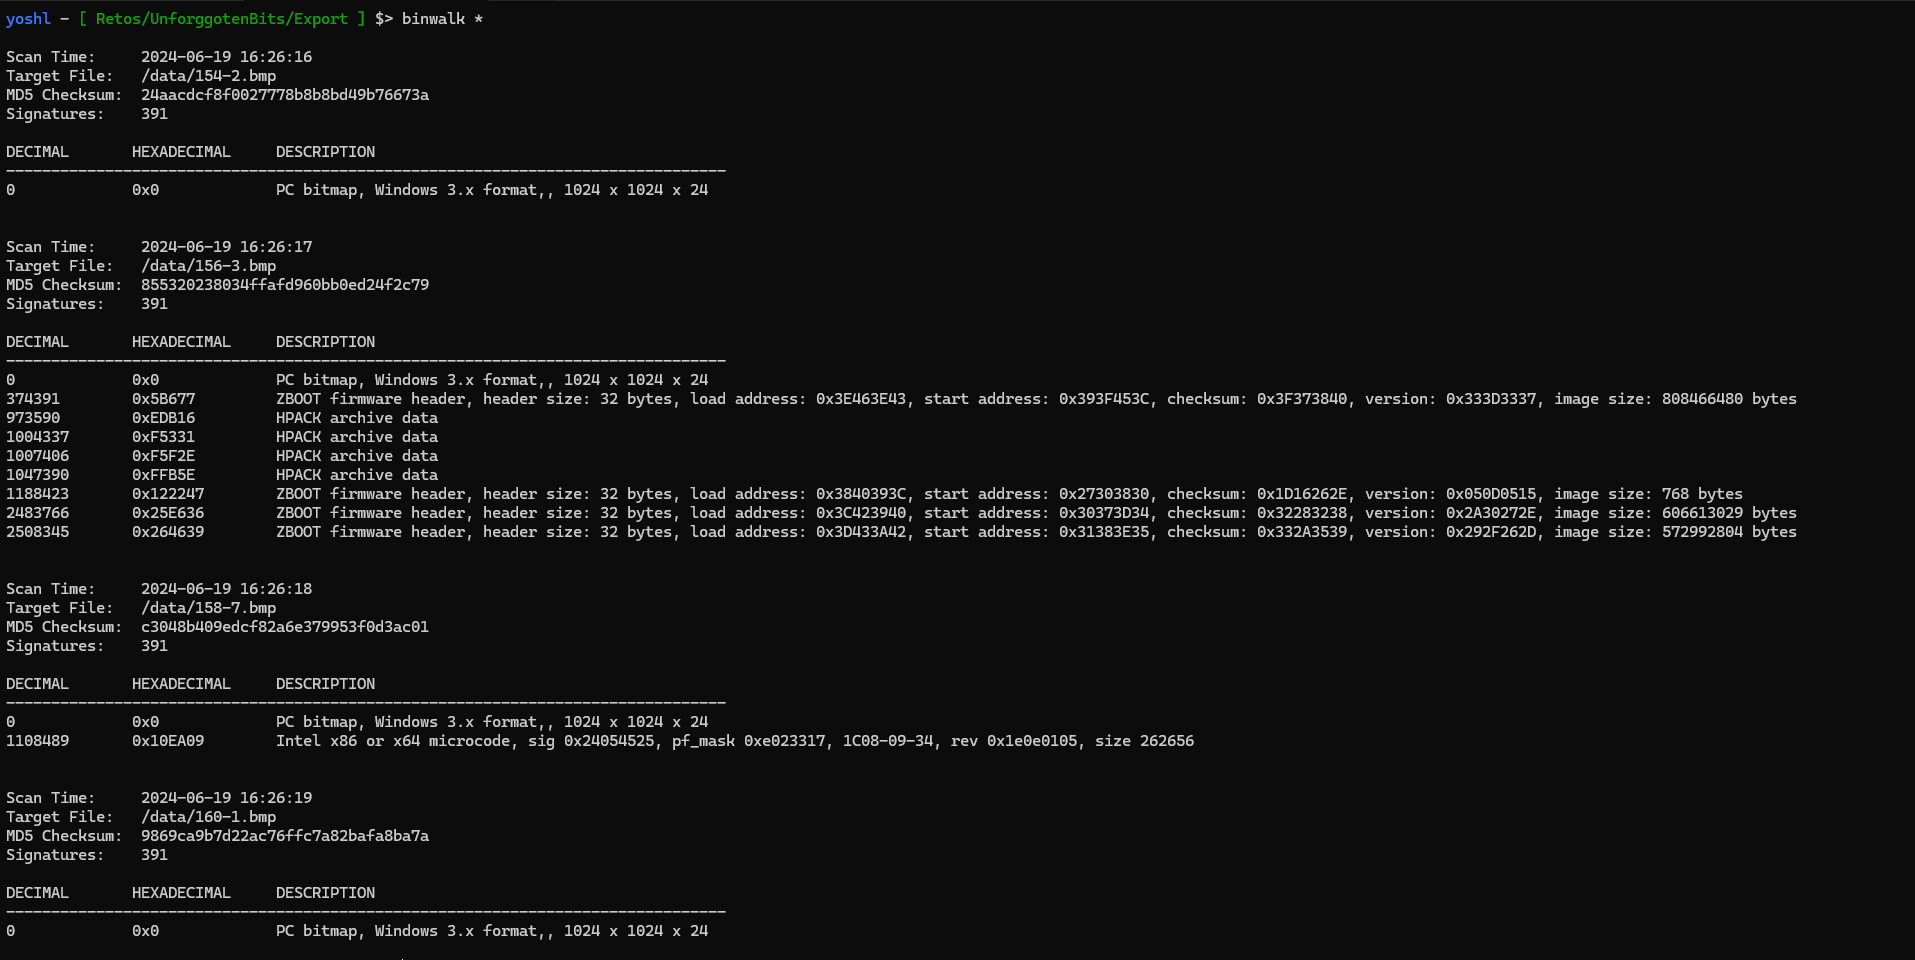 yoshl - [ Retos/UnforggotenBits/Export ] $> binwalk *
Scan Time:     2024-06-19 16:26:16
Target File:   /data/154-2.bmp
MD5 Checksum:  24aacdcf8f0027778b8b8bd49b76673a
Signatures:    391
DECIMAL       HEXADECIMAL     DESCRIPTION
--------------------------------------------------------------------------------
0             0x0             PC bitmap, Windows 3.x format,, 1024 x 1024 x 24
Scan Time:     2024-06-19 16:26:17
Target File:   /data/156-3.bmp
MD5 Checksum:  855320238034ffafd960bb0ed24f2c79
Signatures:    391
DECIMAL       HEXADECIMAL     DESCRIPTION
--------------------------------------------------------------------------------
0             0x0             PC bitmap, Windows 3.x format,, 1024 x 1024 x 24
374391        0x5B677         ZBOOT firmware header, header size: 32 bytes, load address: 0x3E463E43, start address: 0x393F453C, checksum: 0x3F373840, version: 0x333D3337, image size: 808466480 bytes
973590        0xEDB16         HPACK archive data
1004337       0xF5331         HPACK archive data
1007406       0xF5F2E         HPACK archive data
1047390       0xFFB5E         HPACK archive data
1188423       0x122247        ZBOOT firmware header, header size: 32 bytes, load address: 0x3840393C, start address: 0x27303830, checksum: 0x1D16262E, version: 0x050D0515, image size: 768 bytes
2483766       0x25E636        ZBOOT firmware header, header size: 32 bytes, load address: 0x3C423940, start address: 0x30373D34, checksum: 0x32283238, version: 0x2A30272E, image size: 606613029 bytes
2508345       0x264639        ZBOOT firmware header, header size: 32 bytes, load address: 0x3D433A42, start address: 0x31383E35, checksum: 0x332A3539, version: 0x292F262D, image size: 572992804 bytes
Scan Time:     2024-06-19 16:26:18
Target File:   /data/158-7.bmp
MD5 Checksum:  c3048b409edcf82a6e379953f0d3ac01
Signatures:    391
DECIMAL       HEXADECIMAL     DESCRIPTION
--------------------------------------------------------------------------------
0             0x0             PC bitmap, Windows 3.x format,, 1024 x 1024 x 24
1108489       0x10EA09        Intel x86 or x64 microcode, sig 0x24054525, pf_mask 0xe023317, 1C08-09-34, rev 0x1e0e0105, size 262656
Scan Time:     2024-06-19 16:26:19
Target File:   /data/160-1.bmp
MD5 Checksum:  9869ca9b7d22ac76ffc7a82bafa8ba7a
Signatures:    391
DECIMAL       HEXADECIMAL     DESCRIPTION
--------------------------------------------------------------------------------
0             0x0             PC bitmap, Windows 3.x format,, 1024 x 1024 x 24